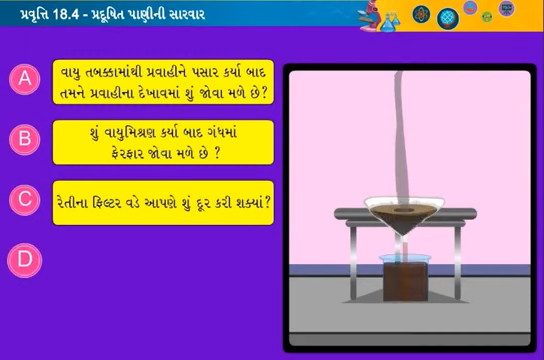 પ્રવૃત્તિ 18.4 - પ્રદૂષિત પાણીની સારવાર
A
વાયુ તબક્કામાંથી પ્રવાહીને પસાર કર્યા બાદ
તમને પ્રવાહીના દેખાવમાં શું જોવા મળે છે?
B
શું વાયુમિશ્રણ કર્યા બાદ ગંધમાં
ફેરફાર જોવા મળે છે ?
C
રેતીના ફિલ્ટર વડે આપણે શું દૂર કરી શક્યાં?
D